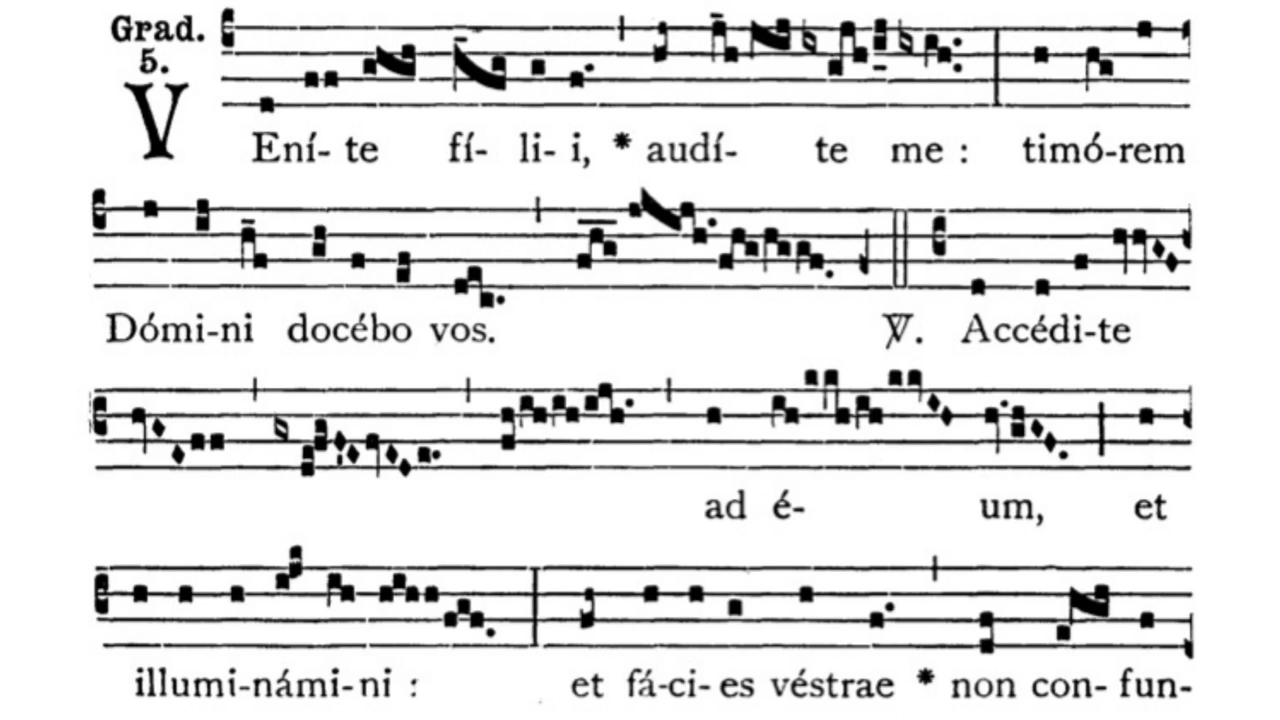 Grad.
5.
VEní- te fí- li- i, * audí- te me : timó-rem
Dómi-ni docébo vos. ℣. Accédi-te
ad é- um, et
illumi-námi-ni : et fá-ci- es véstrae * non con- fun-